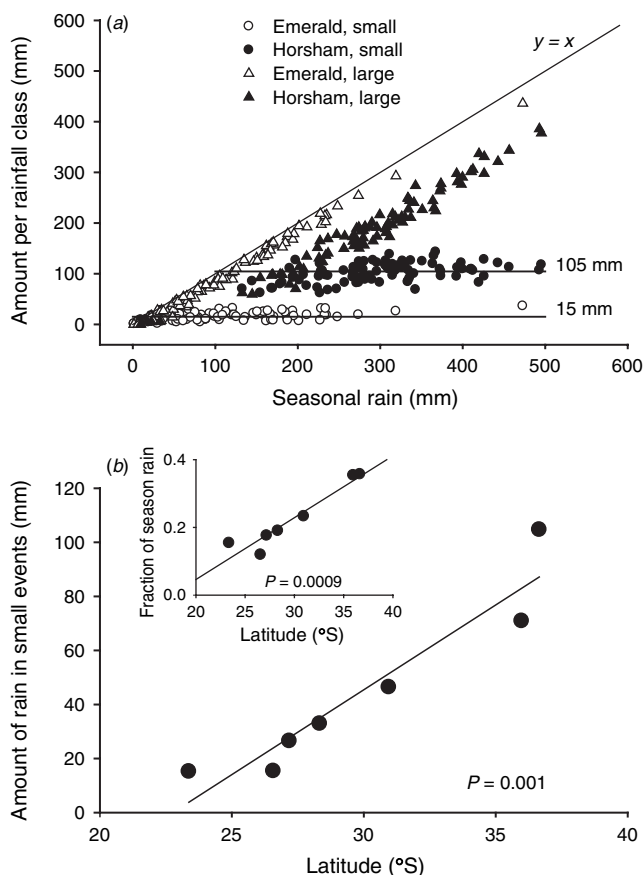 (a)
Emerald, small
Horsham, small
Emerald, large
Horsham, large
y = x
105 mm
15 mm
600
500
400
300
200
100
0
Amount per rainfall class (mm)
0 100 200 300 400 500 600
Seasonal rain (mm)
(b)
0.4
0.2
0.0
Fraction of season rain
P = 0.0009
20 25 30 35 40
Latitude (°S)
120
100
80
60
40
20
0
Amount of rain in small events (mm)
P = 0.001
20 25 30 35 40
Latitude (°S)